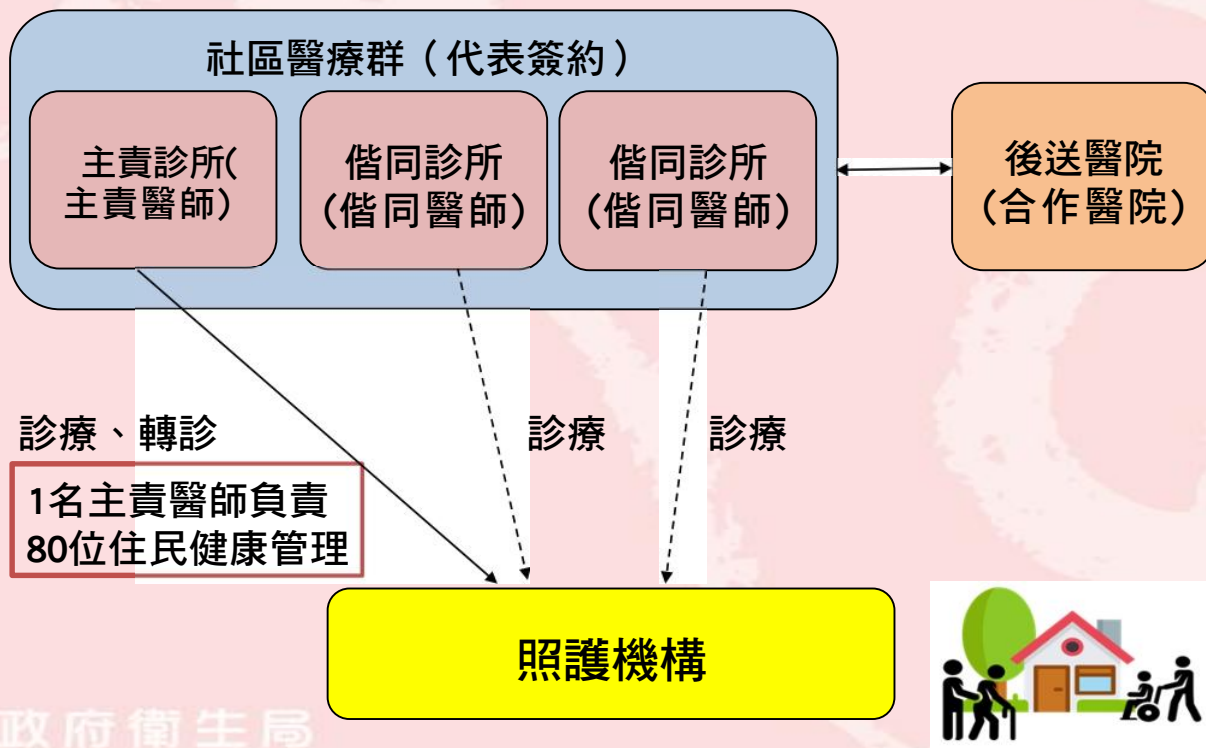 社區醫療群（代表簽約）
主責診所(
主責醫師)
偕同診所
(偕同醫師)
偕同診所
(偕同醫師)
後送醫院
(合作醫院)
診療、轉診
診療
診療
1名主責醫師負責
80位住民健康管理
照護機構
政府衛生局